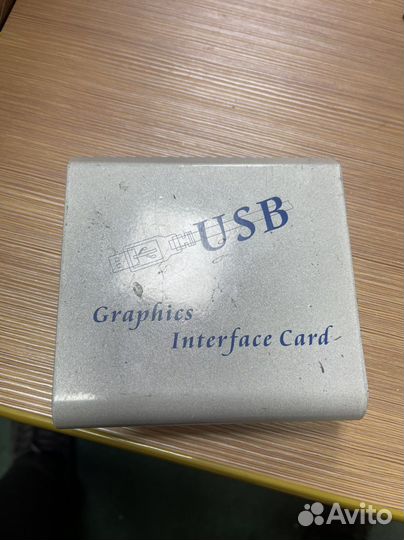 USB
Graphics
Interface Card
Avito